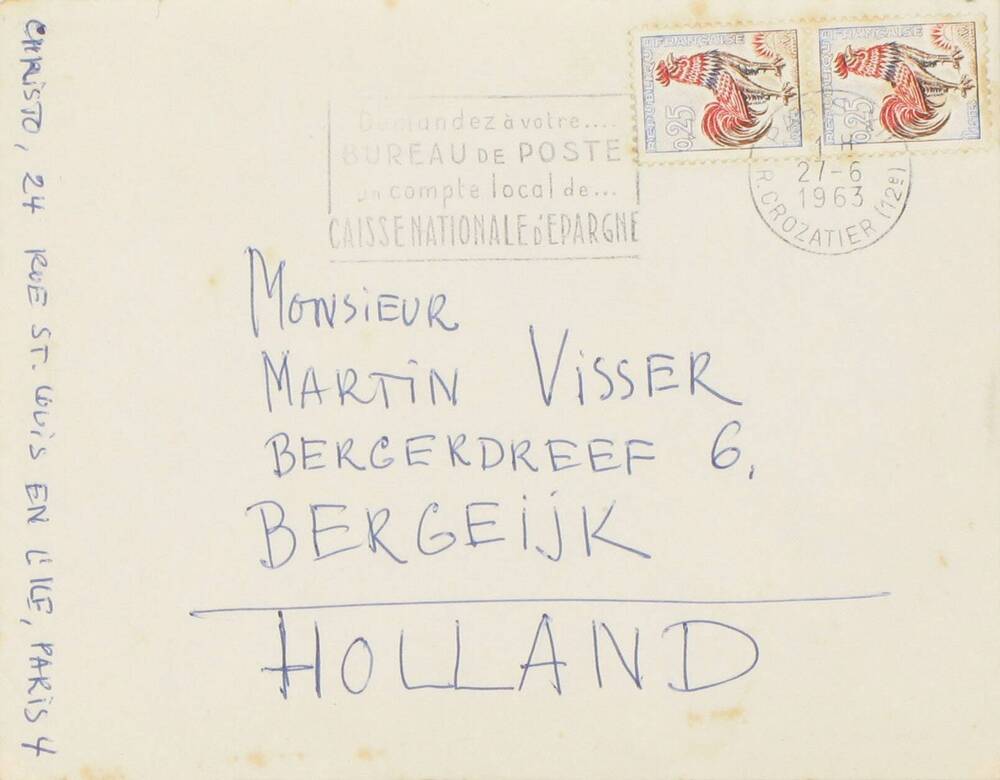 CHRISTO, 24 RUE ST. LOUIS EN L'ILE, PARIS 4
Demandez à votre....
BUREAU DE POSTE
un compte local de...
CAISSE NATIONALE d'EPARGNE
REPUBLIQUE FRANÇAISE
0,25
REPUBLIQUE FRANÇAISE
0,25
27-6
1963
R. CROZATIER (12e)
MONSIEUR
MARTIN VISSER
BERGERDREEF 6,
BERGEIJK
HOLLAND